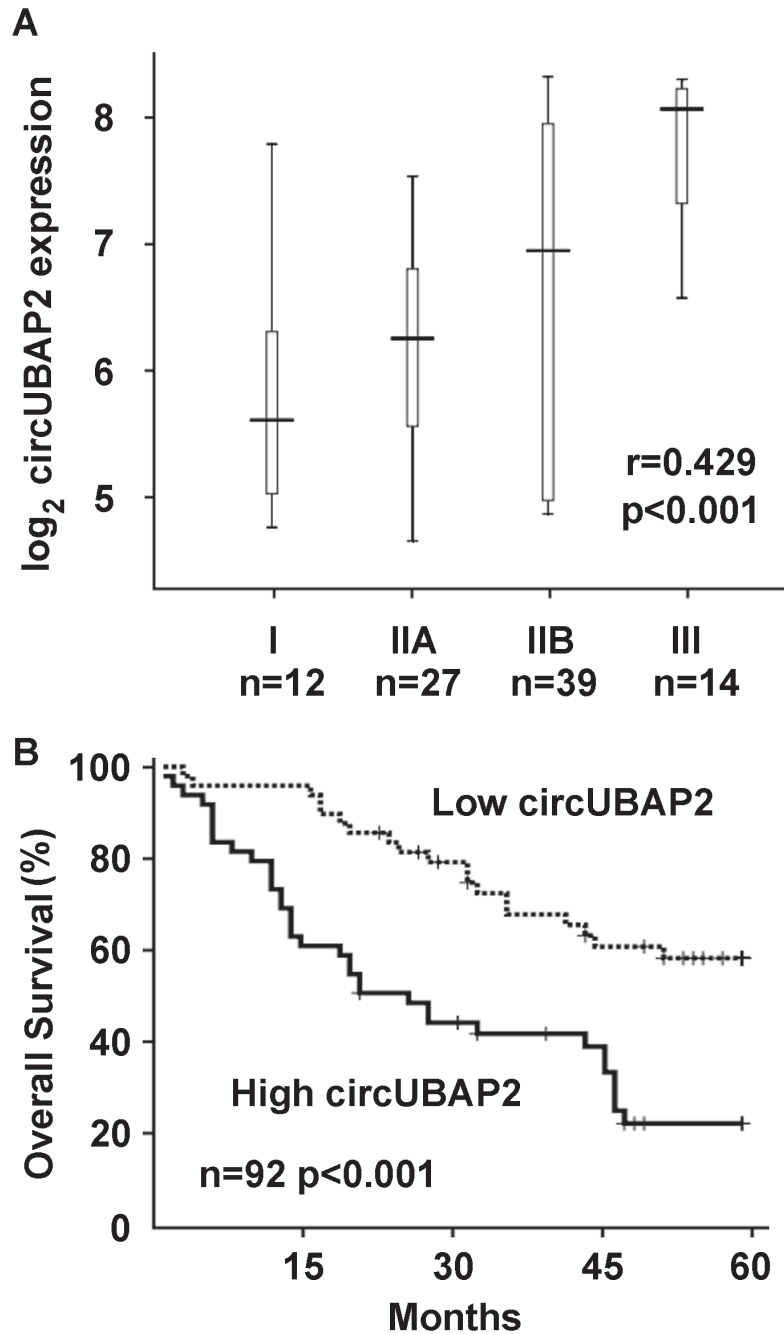 A
log2 circUBAP2 expression
8
7
6
5
r=0.429
p<0.001
I IIA IIB III
n=12 n=27 n=39 n=14
B
Overall Survival (%)
100
80
60
40
20
0
Low circUBAP2
High circUBAP2
n=92 p<0.001
15 30 45 60
Months